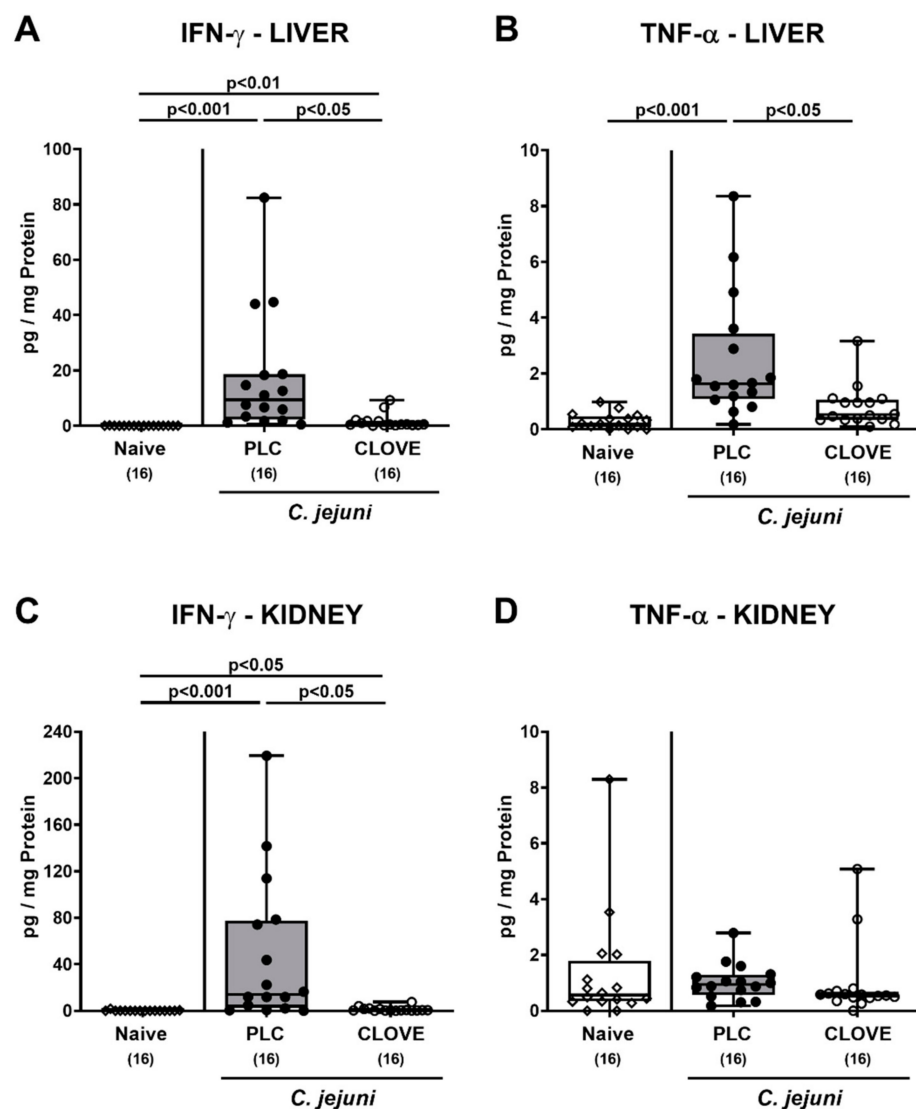 A
IFN-γ - LIVER
p<0.01
p<0.001
p<0.05
pg / mg Protein
100
80
60
40
20
0
Naive
PLC
CLOVE
(16)
(16)
(16)
C. jejuni
B
TNF-α - LIVER
p<0.001
p<0.05
pg / mg Protein
10
8
6
4
2
0
Naive
PLC
CLOVE
(16)
(16)
(16)
C. jejuni
C
IFN-γ - KIDNEY
p<0.05
p<0.001
p<0.05
pg / mg Protein
240
200
160
120
80
40
0
Naive
PLC
CLOVE
(16)
(16)
(16)
C. jejuni
D
TNF-α - KIDNEY
pg / mg Protein
10
8
6
4
2
0
Naive
PLC
CLOVE
(16)
(16)
(16)
C. jejuni